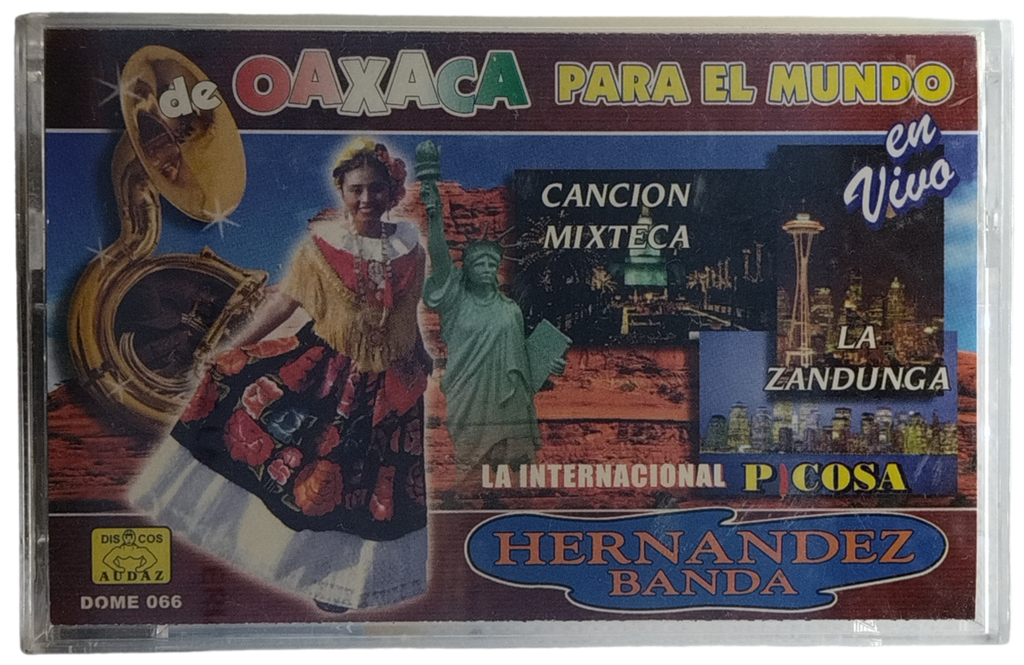 de OAXACA PARA EL MUNDO
en
Vivo
CANCION
MIXTECA
LA
ZANDUNGA
LA INTERNACIONAL PICOSA
HERNANDEZ
BANDA
DISCOS
AUDAZ
DOME 066